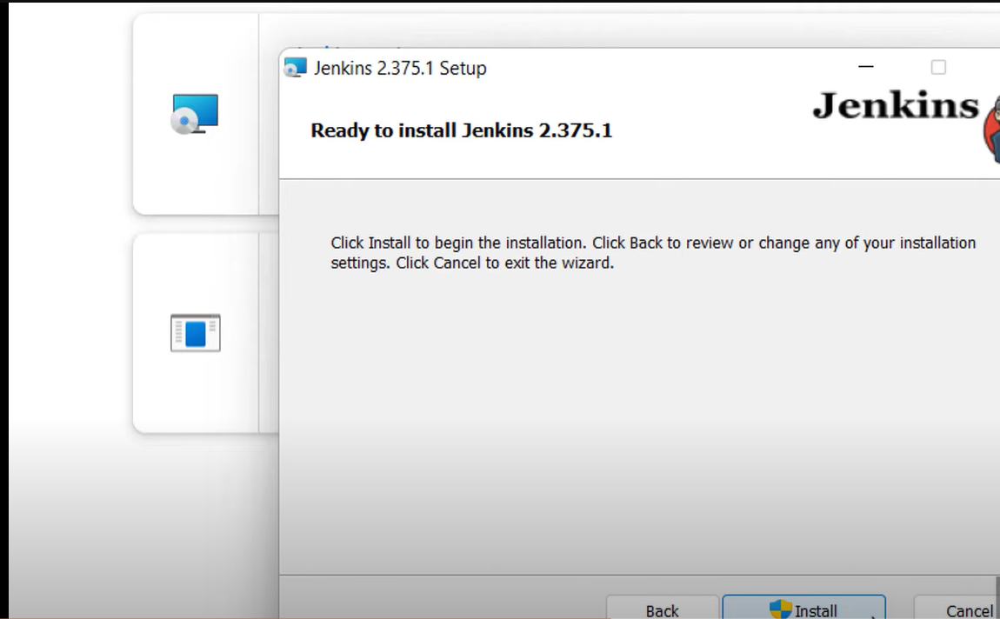 Jenkins 2.375.1 Setup
Jenkins
Ready to install Jenkins 2.375.1
Click Install to begin the installation. Click Back to review or change any of your installation
settings. Click Cancel to exit the wizard.
Back
Install
Cancel